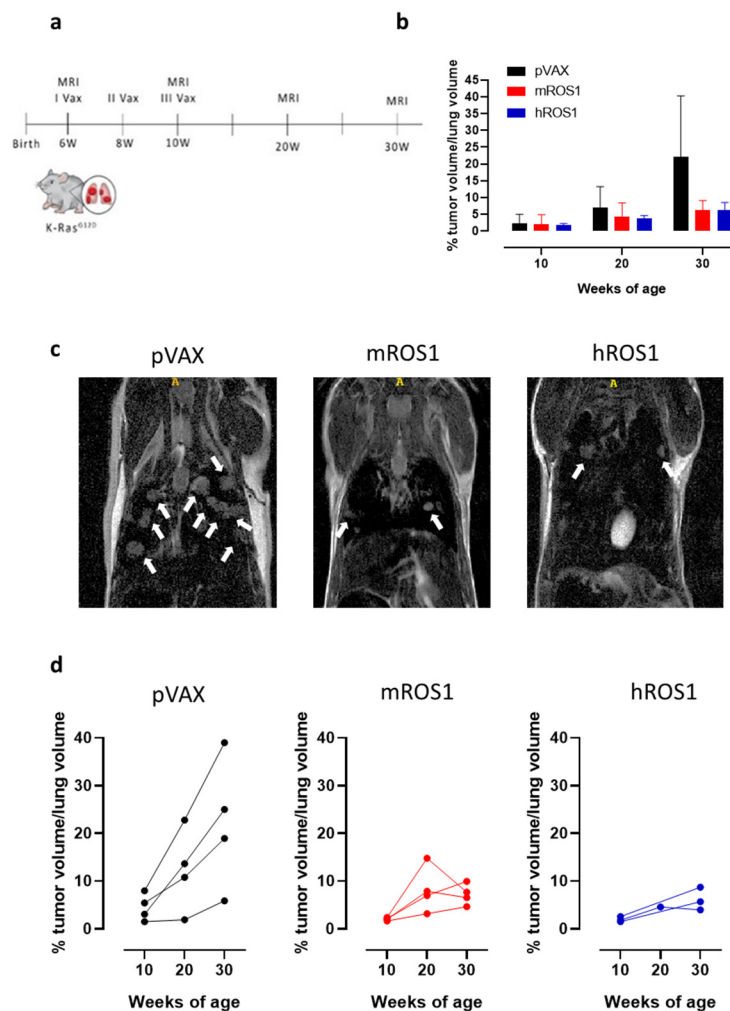 a
MRI
I Vax
II Vax
MRI
III Vax
MRI
MRI
Birth
6W
8W
10W
20W
30W
K-Ras^G12D
b
pVAX
mROS1
hROS1
% tumor volume/lung volume
45
40
35
30
25
20
15
10
5
0
10
20
30
Weeks of age
c
pVAX
mROS1
hROS1
A
A
A
d
pVAX
mROS1
hROS1
% tumor volume/lung volume
40
30
20
10
0
10
20
30
Weeks of age
% tumor volume/lung volume
40
30
20
10
0
10
20
30
Weeks of age
% tumor volume/lung volume
40
30
20
10
0
10
20
30
Weeks of age